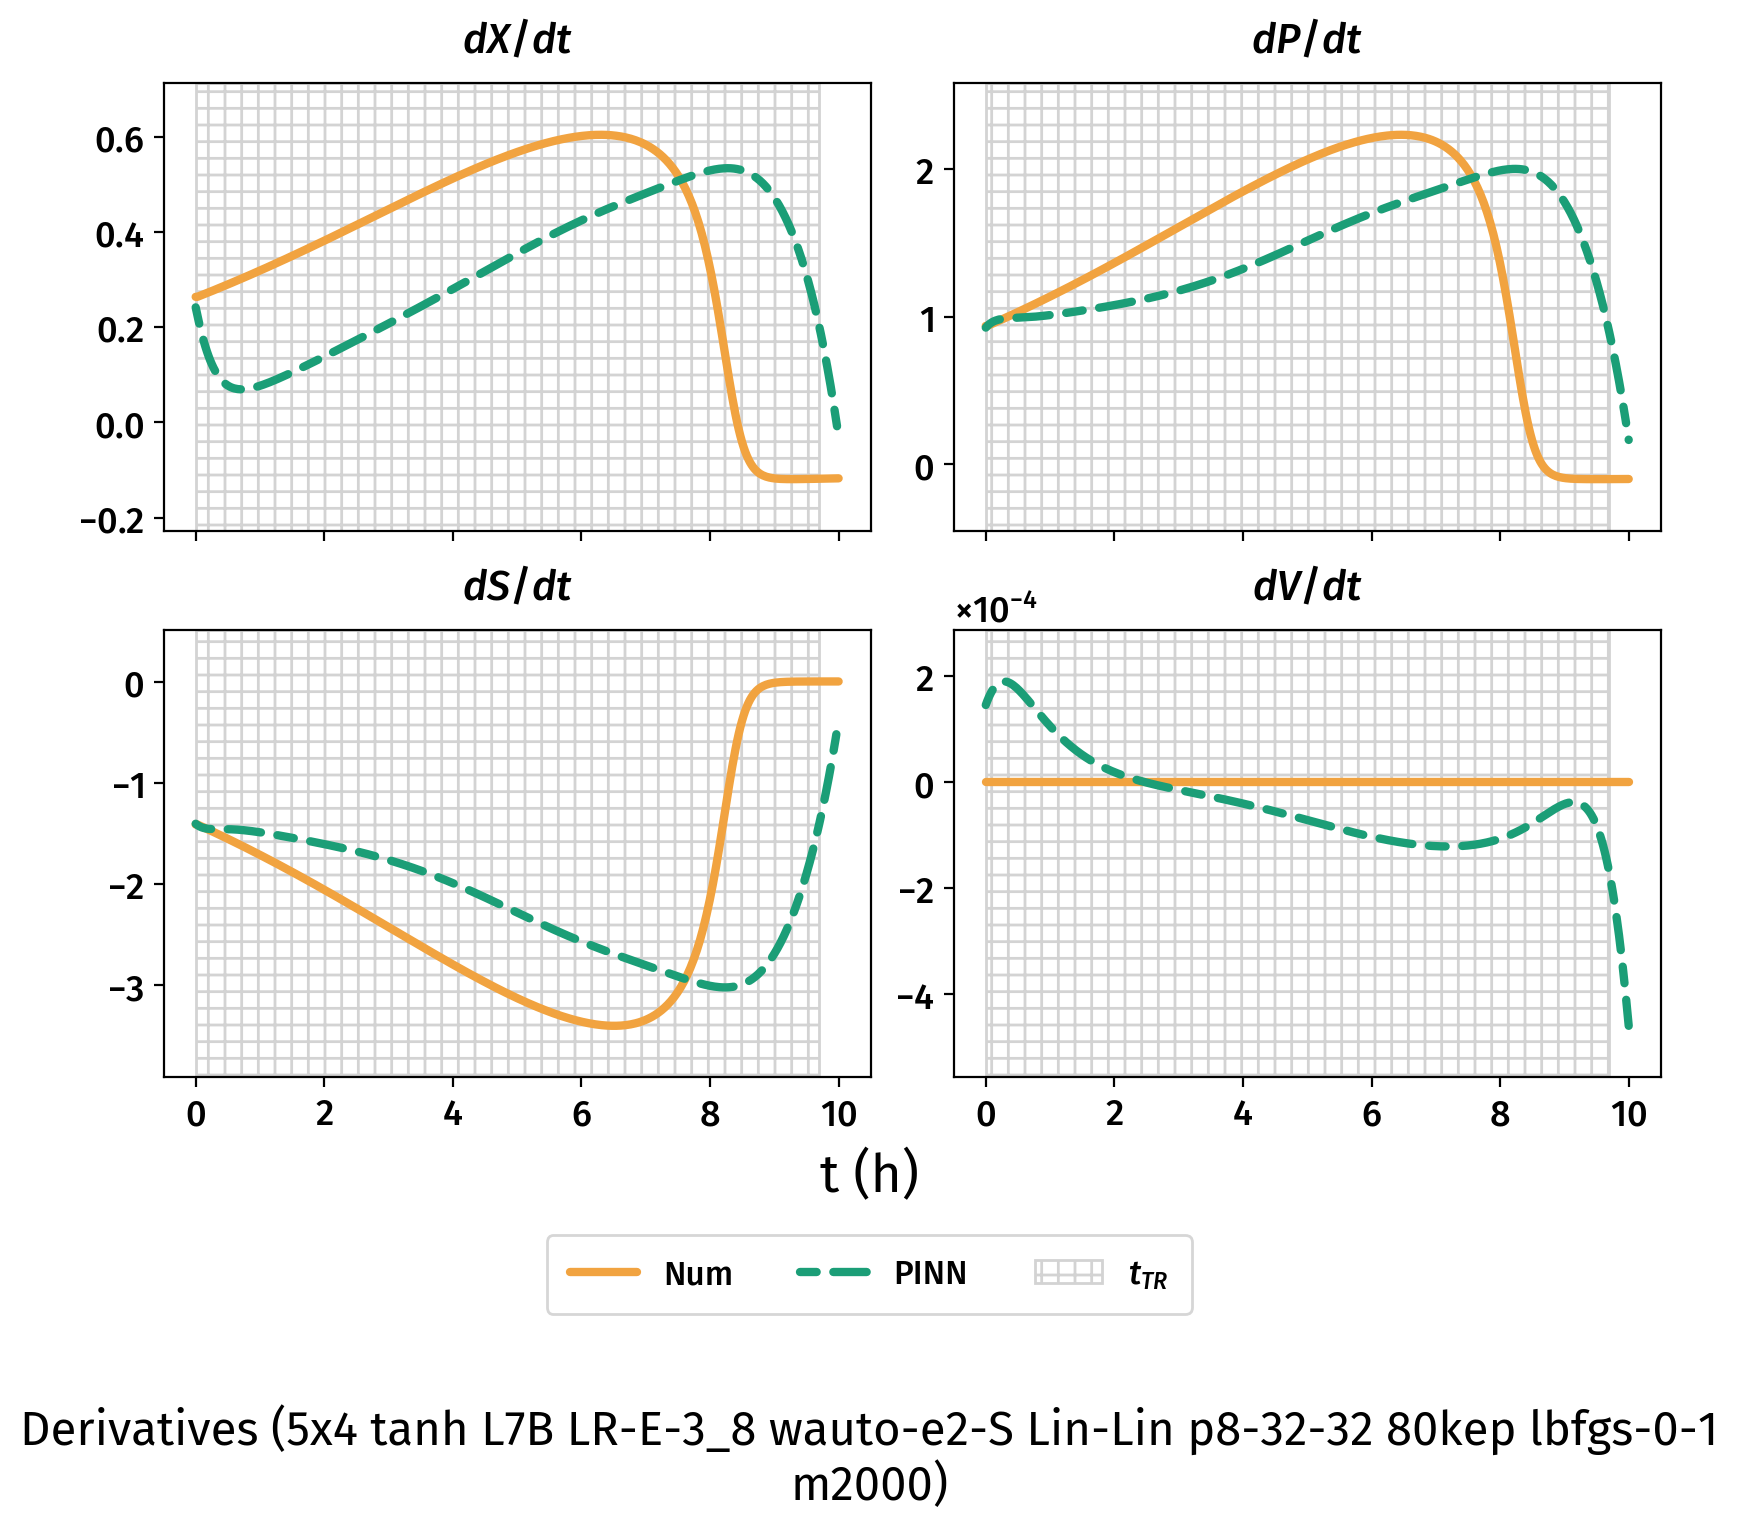 dX/dt
dP/dt
0.6
0.4
0.2
0.0
−0.2
2
1
0
dS/dt
dV/dt
×10⁻⁴
0
−1
−2
−3
2
0
−2
−4
0 2 4 6 8 10
0 2 4 6 8 10
t (h)
Num PINN t_TR
Derivatives (5x4 tanh L7B LR-E-3_8 wauto-e2-S Lin-Lin p8-32-32 80kep lbfgs-0-1
m2000)